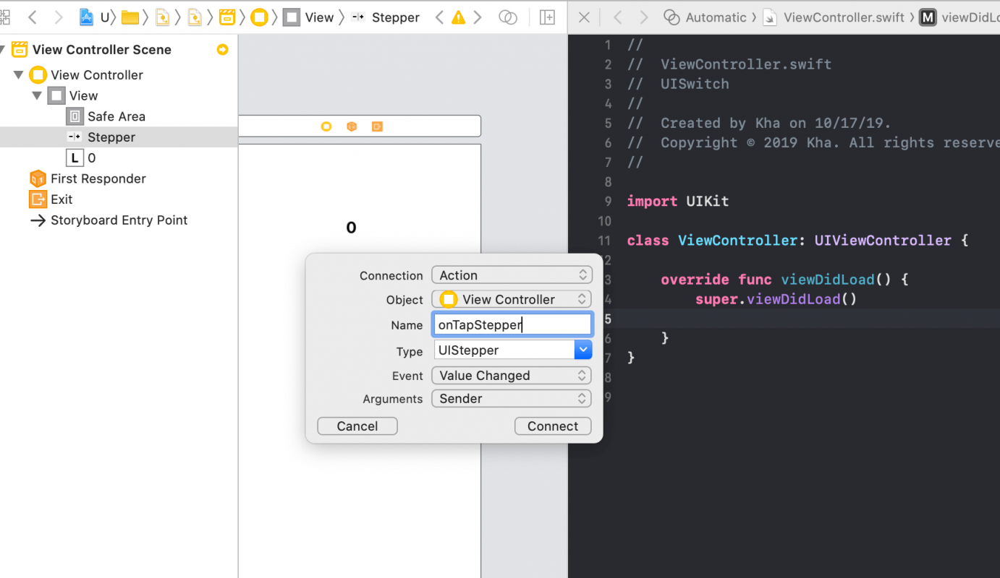 U View Stepper
Automatic ViewController.swift M viewDidLo
View Controller Scene
View Controller
View
Safe Area
Stepper
L 0
First Responder
Exit
Storyboard Entry Point
0
Connection Action
Object View Controller
Name onTapStepper
Type UIStepper
Event Value Changed
Arguments Sender
Cancel Connect
1 //
2 // ViewController.swift
3 // UISwitch
4 //
5 // Created by Kha on 10/17/19.
6 // Copyright © 2019 Kha. All rights reserve
7 //
8
9 import UIKit
10
11 class ViewController: UIViewController {
2
3 override func viewDidLoad() {
4 super.viewDidLoad()
5
6 }
7 }
8
9